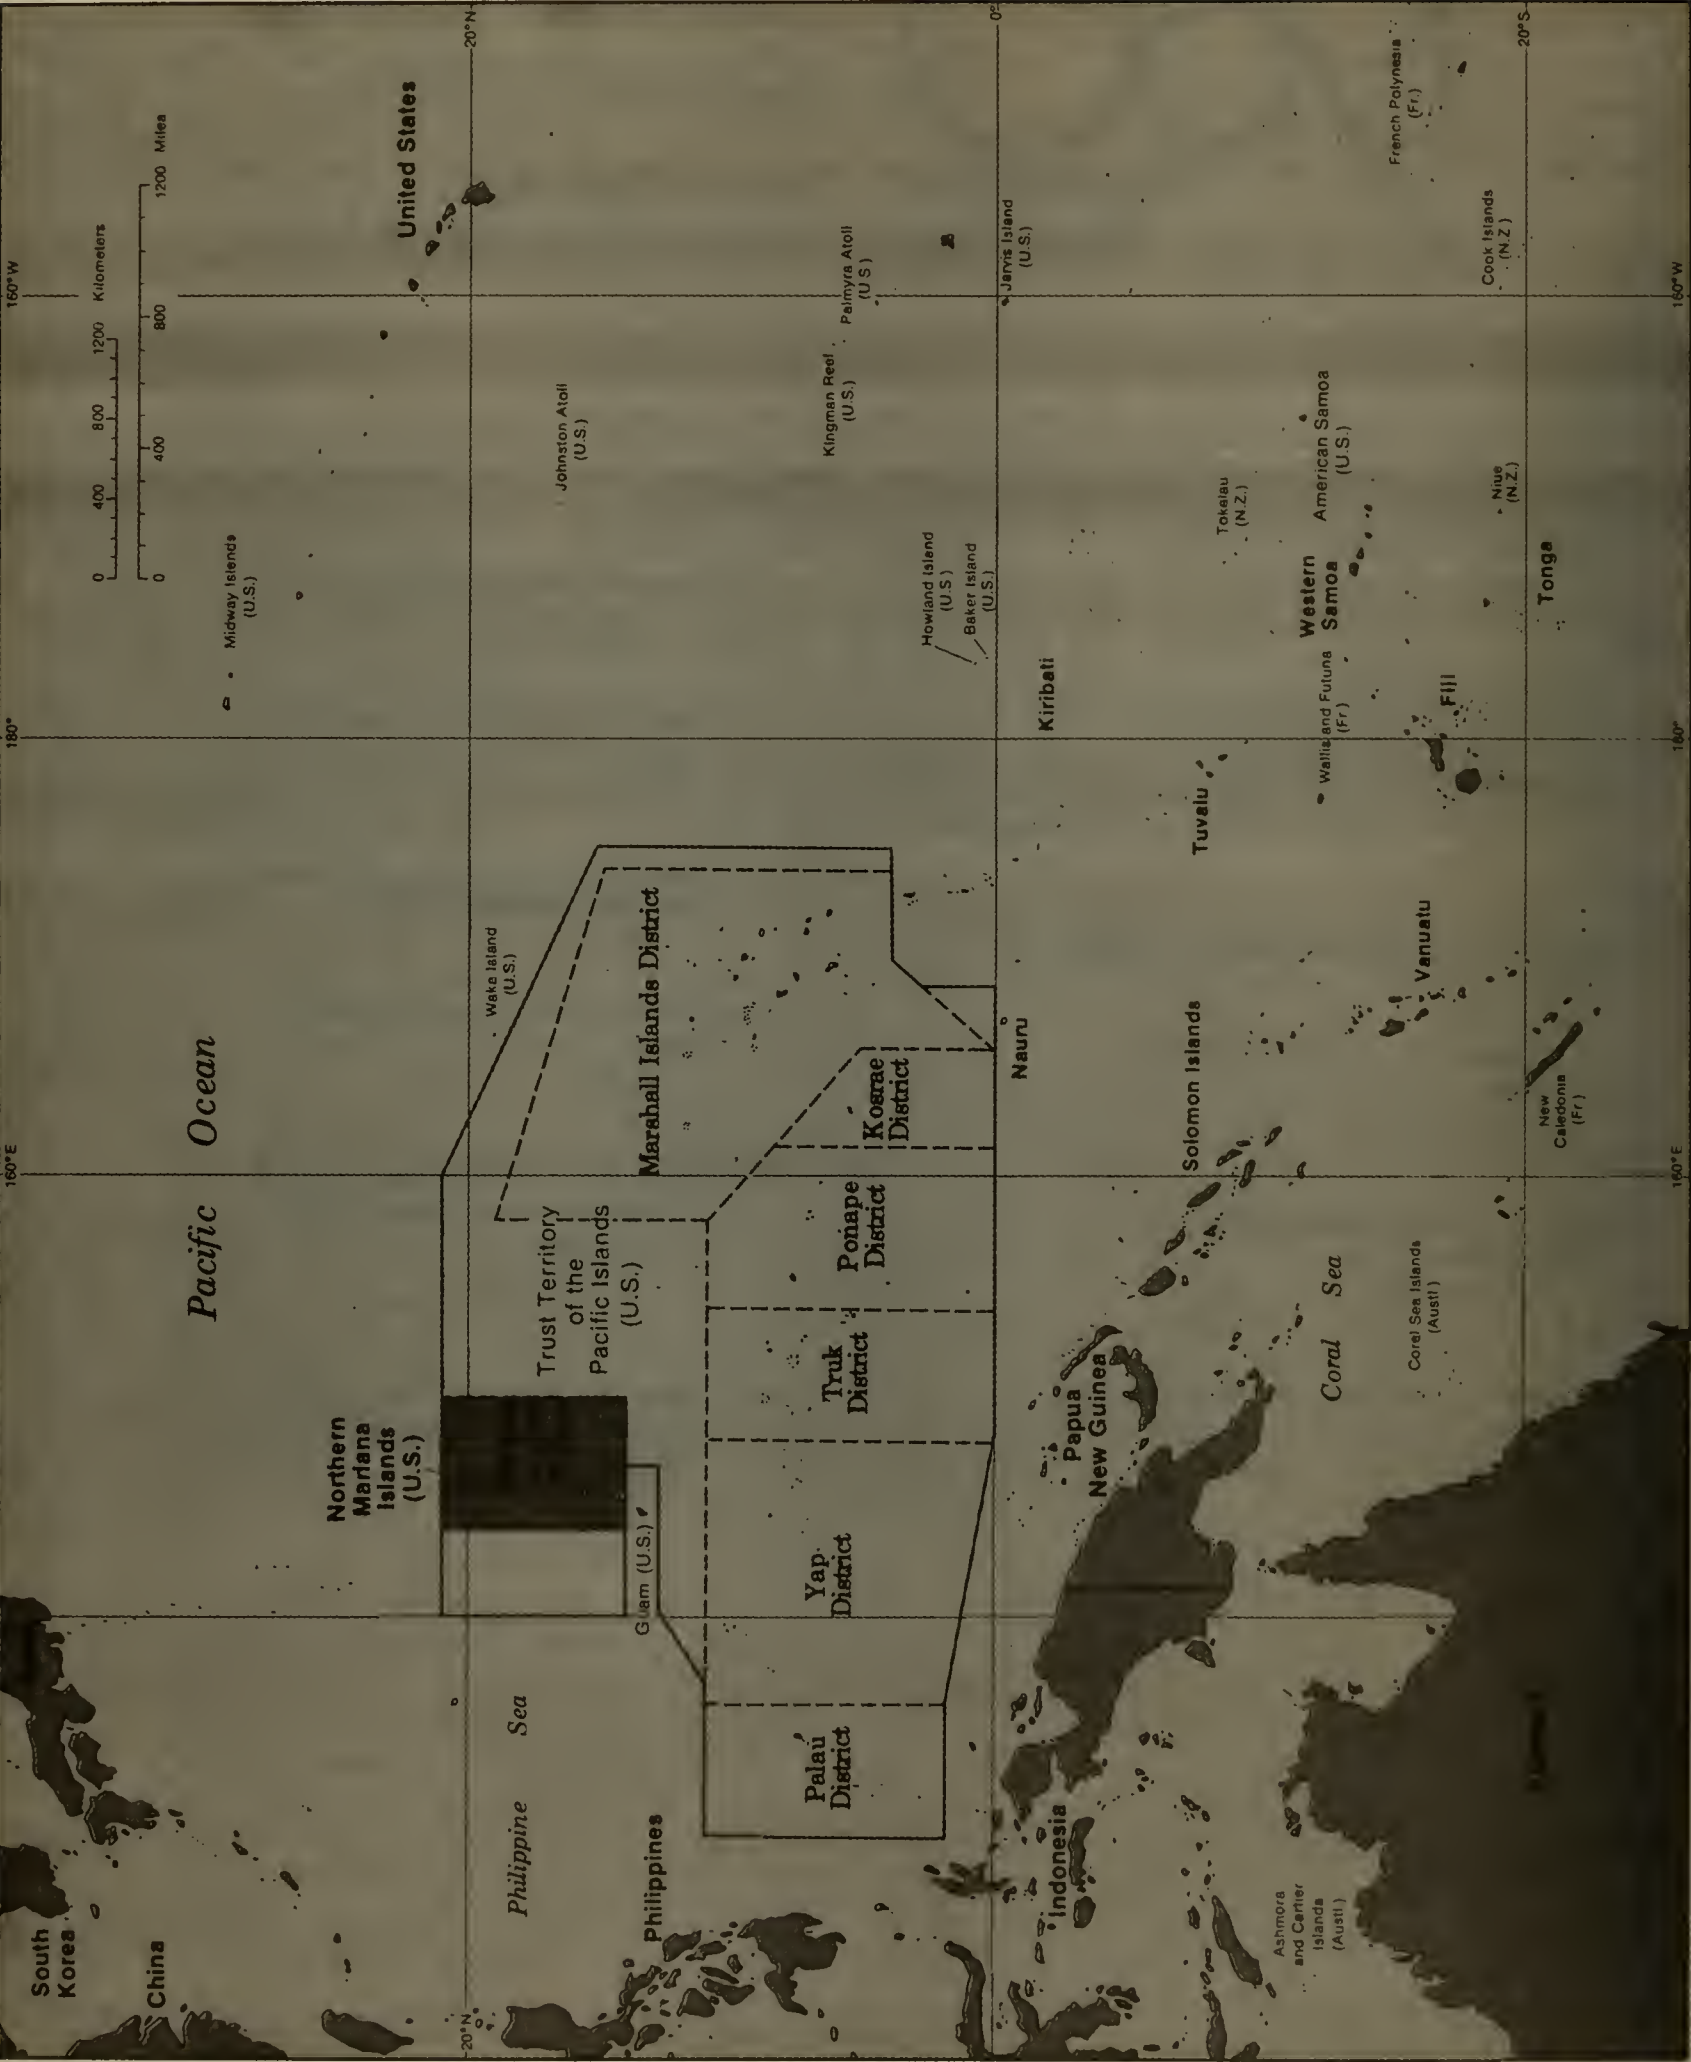 Pacific Ocean
Philippine Sea
Coral Sea
South
Korea
China
Philippines
Indonesia
Northern
Mariana
Islands
(U.S.)
Guam (U.S.)
Trust Territory
of the
Pacific Islands
(U.S.)
Palau
District
Yap
District
Truk
District
Ponape
District
Kosrae
District
Marshall Islands District
Wake Island
(U.S.)
Midway Islands
(U.S.)
United States
Johnston Atoll
(U.S.)
Kingman Reef
(U.S.)
Palmyra Atoll
(U S )
Howland Island
(U.S )
Baker Island
(U.S.)
Jarvis Island
(U.S.)
Kiribati
Nauru
Tuvalu
Tokelau
(N.Z.)
Papua
New Guinea
Solomon Islands
Vanuatu
New
Caledonia
(Fr)
Coral Sea Islands
(Austl)
Ashmore
and Cartier
Islands
(Austl.)
Wallis and Futuna
(Fr)
Western
Samoa
American Samoa
(U.S.)
Fiji
Tonga
Niue
(N.Z.)
Cook Islands
(N.Z )
French Polynesia
(Fr.)
0 400 800 1200 Kilometers
0 400 800 1200 Miles
160°E
180°
160°W
160°E
180°
160°W
20°N
20°N
0°
20°S